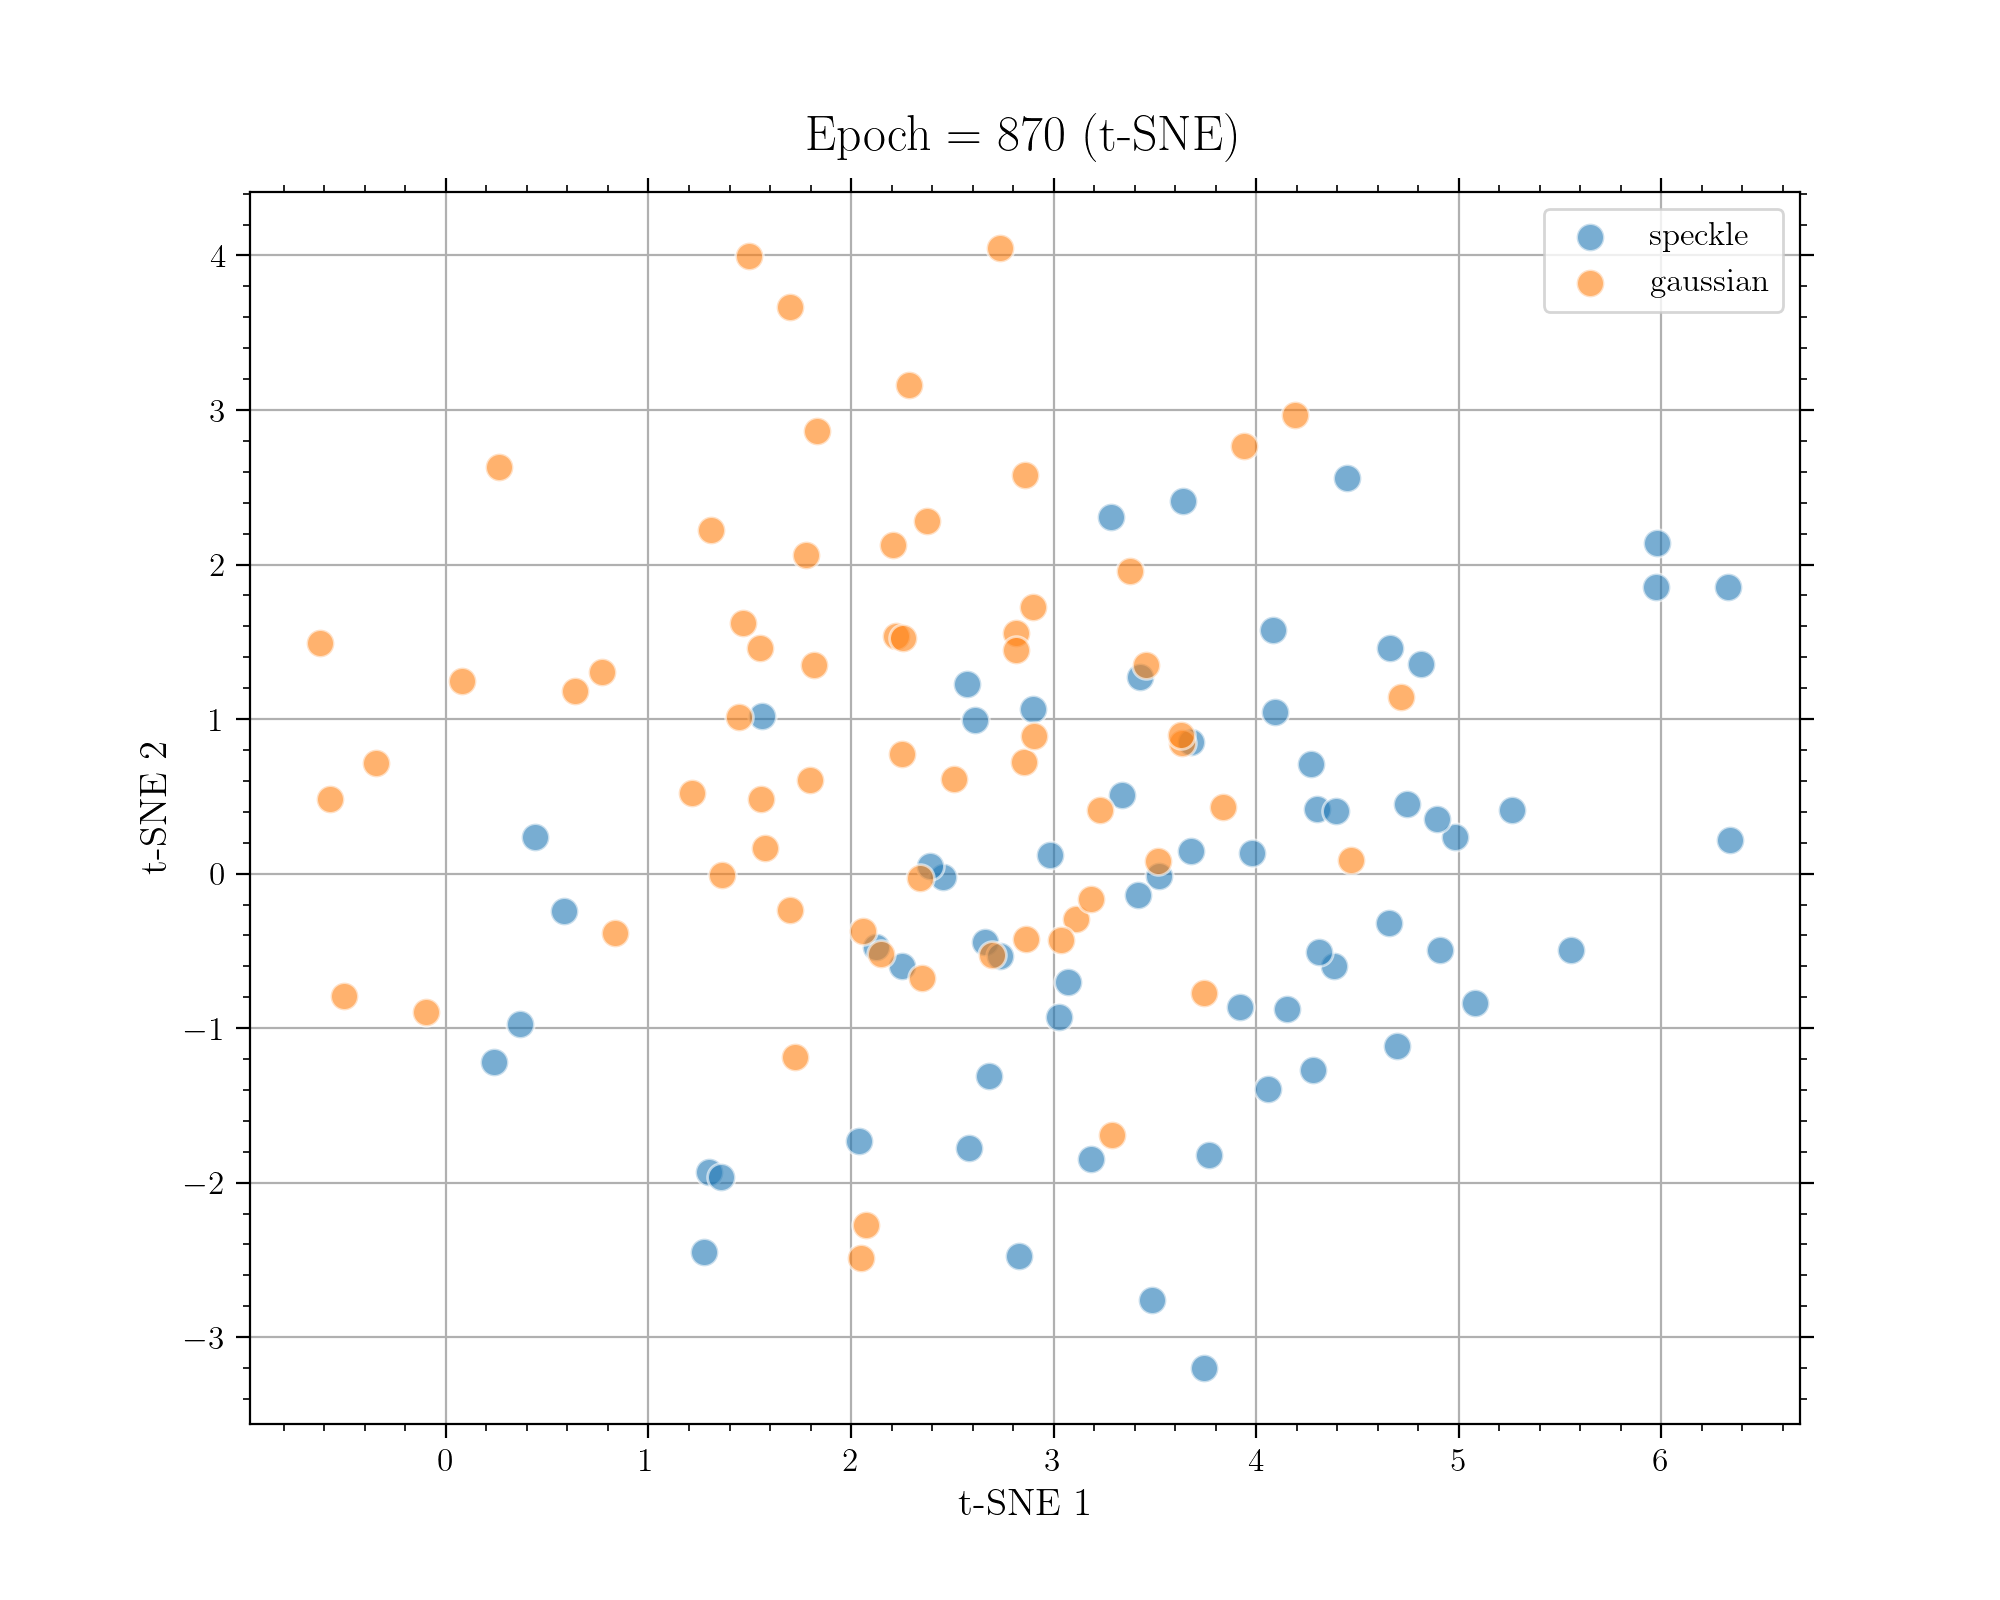 Epoch = 870 (t-SNE)
speckle
gaussian
4
3
2
1
0
−1
−2
−3
t-SNE 2
0 1 2 3 4 5 6
t-SNE 1